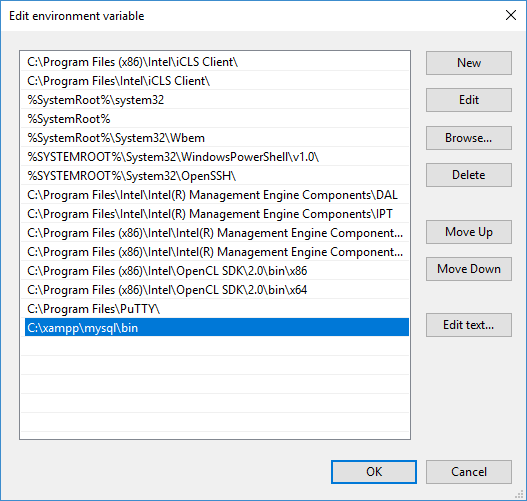 Edit environment variable
C:\Program Files (x86)\Intel\iCLS Client\
C:\Program Files\Intel\iCLS Client\
%SystemRoot%\system32
%SystemRoot%
%SystemRoot%\System32\Wbem
%SYSTEMROOT%\System32\WindowsPowerShell\v1.0\
%SYSTEMROOT%\System32\OpenSSH\
C:\Program Files\Intel\Intel(R) Management Engine Components\DAL
C:\Program Files\Intel\Intel(R) Management Engine Components\IPT
C:\Program Files (x86)\Intel\Intel(R) Management Engine Component...
C:\Program Files (x86)\Intel\Intel(R) Management Engine Component...
C:\Program Files (x86)\Intel\OpenCL SDK\2.0\bin\x86
C:\Program Files (x86)\Intel\OpenCL SDK\2.0\bin\x64
C:\Program Files\PuTTY\
C:\xampp\mysql\bin
New
Edit
Browse...
Delete
Move Up
Move Down
Edit text...
OK
Cancel